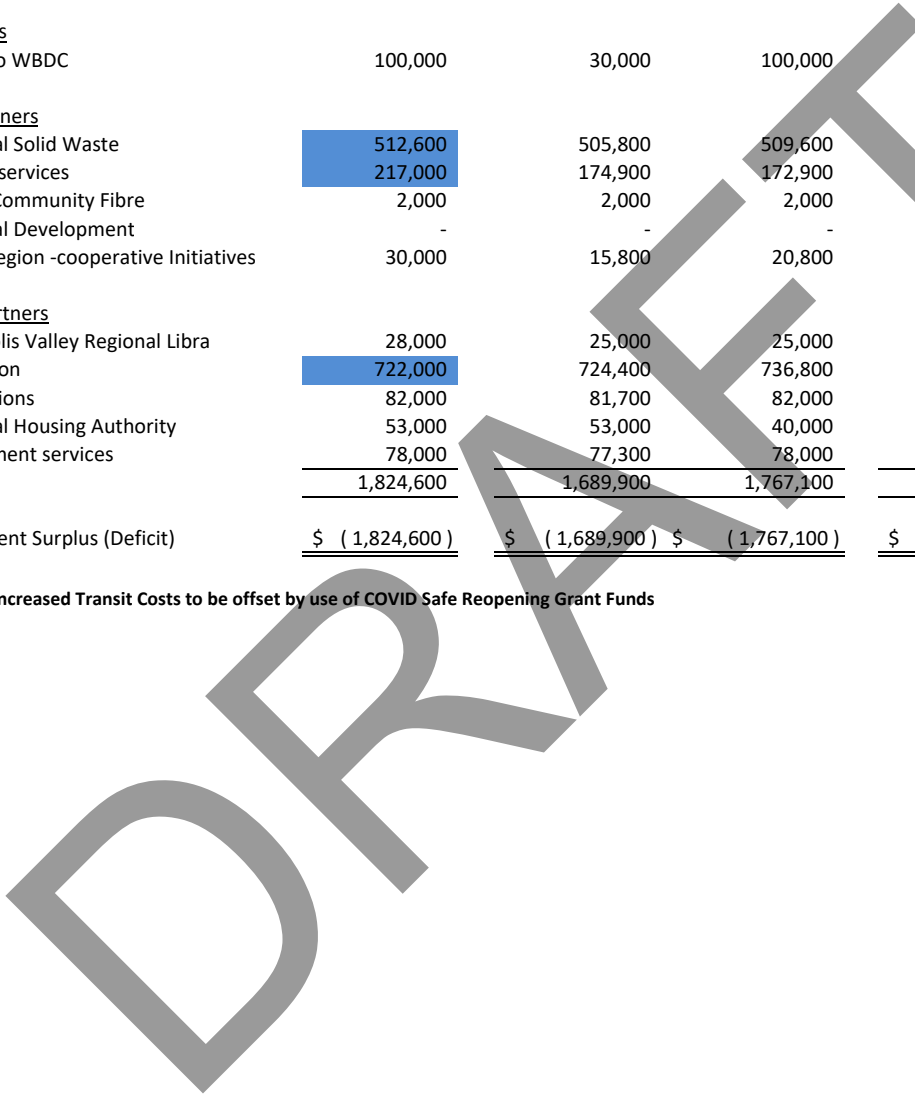 s
o WBDC 100,000 30,000 100,000
ners
al Solid Waste 512,600 505,800 509,600
services 217,000 174,900 172,900
Community Fibre 2,000 2,000 2,000
al Development - - -
egion -cooperative Initiatives 30,000 15,800 20,800
rtners
lis Valley Regional Libra 28,000 25,000 25,000
on 722,000 724,400 736,800
ions 82,000 81,700 82,000
al Housing Authority 53,000 53,000 40,000
ment services 78,000 77,300 78,000
1,824,600 1,689,900 1,767,100
ent Surplus (Deficit) $ ( 1,824,600 ) $ ( 1,689,900 ) $ ( 1,767,100 ) $
ncreased Transit Costs to be offset by use of COVID Safe Reopening Grant Funds
DRAFT